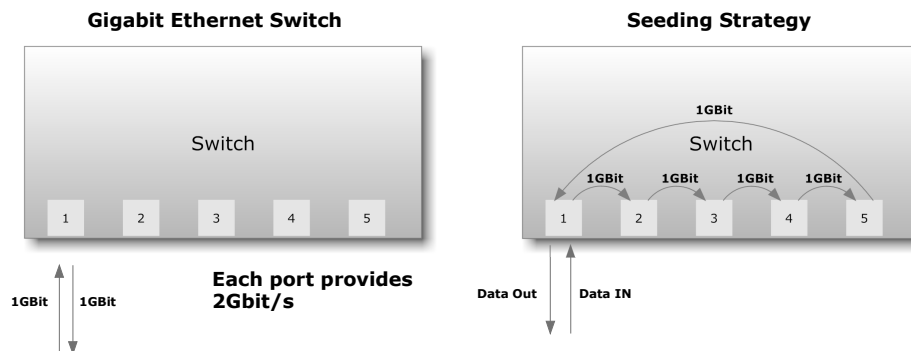 Gigabit Ethernet Switch
Switch
1 2 3 4 5
1GBit 1GBit
Each port provides
2Gbit/s
Seeding Strategy
1GBit
Switch
1GBit 1GBit 1GBit 1GBit
1 2 3 4 5
Data Out Data IN